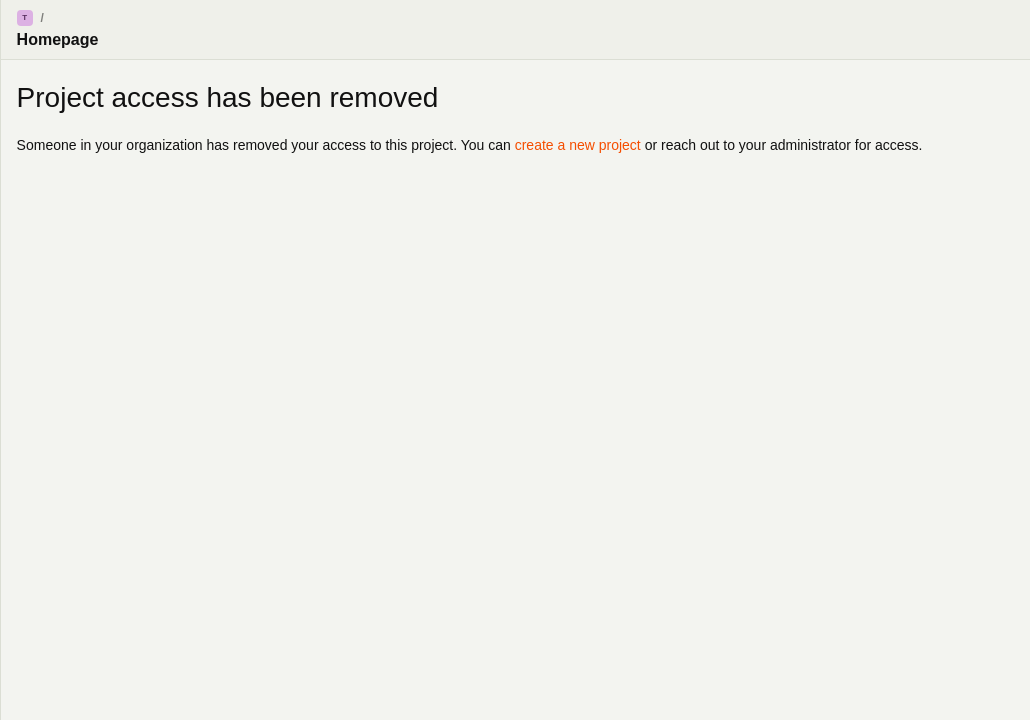 T /
Homepage
Project access has been removed
Someone in your organization has removed your access to this project. You can create a new project or reach out to your administrator for access.